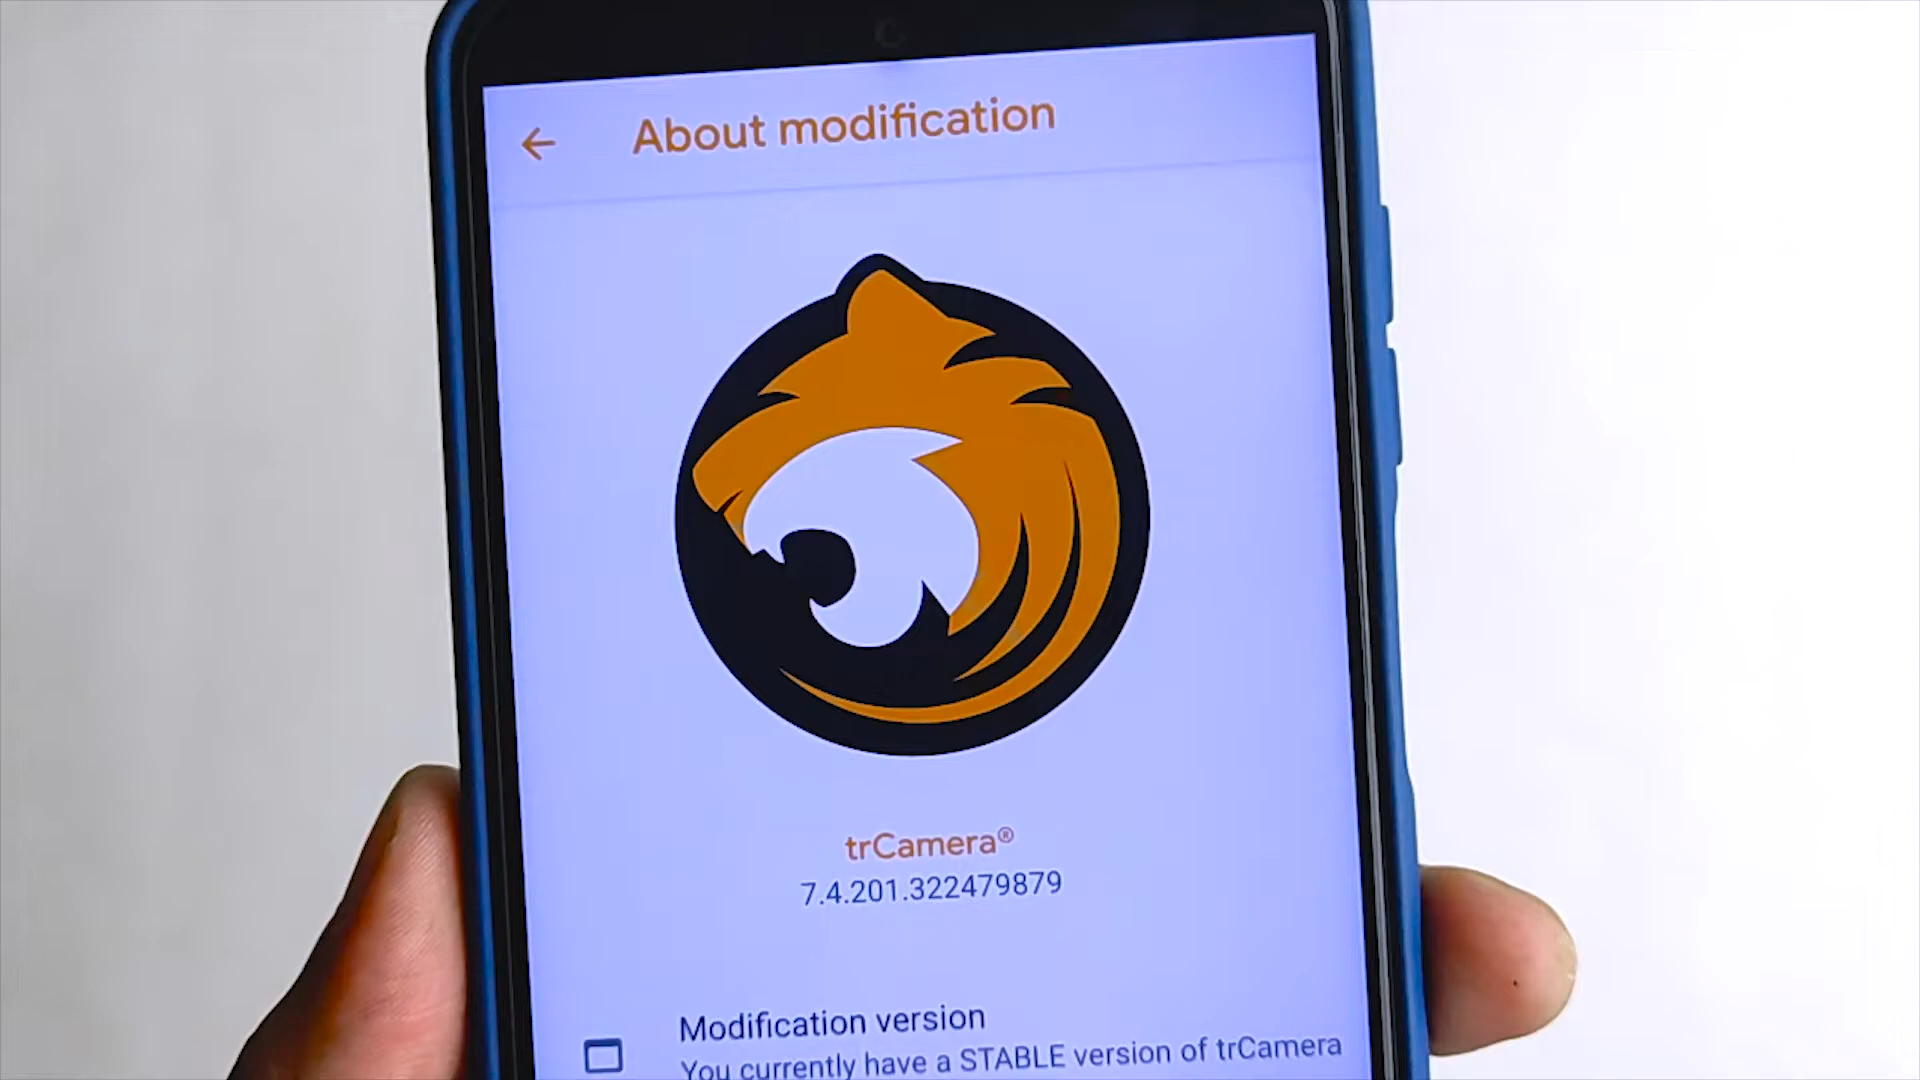 About modification
trCamera®
7.4.201.322479879
Modification version
You currently have a STABLE version of trCamera